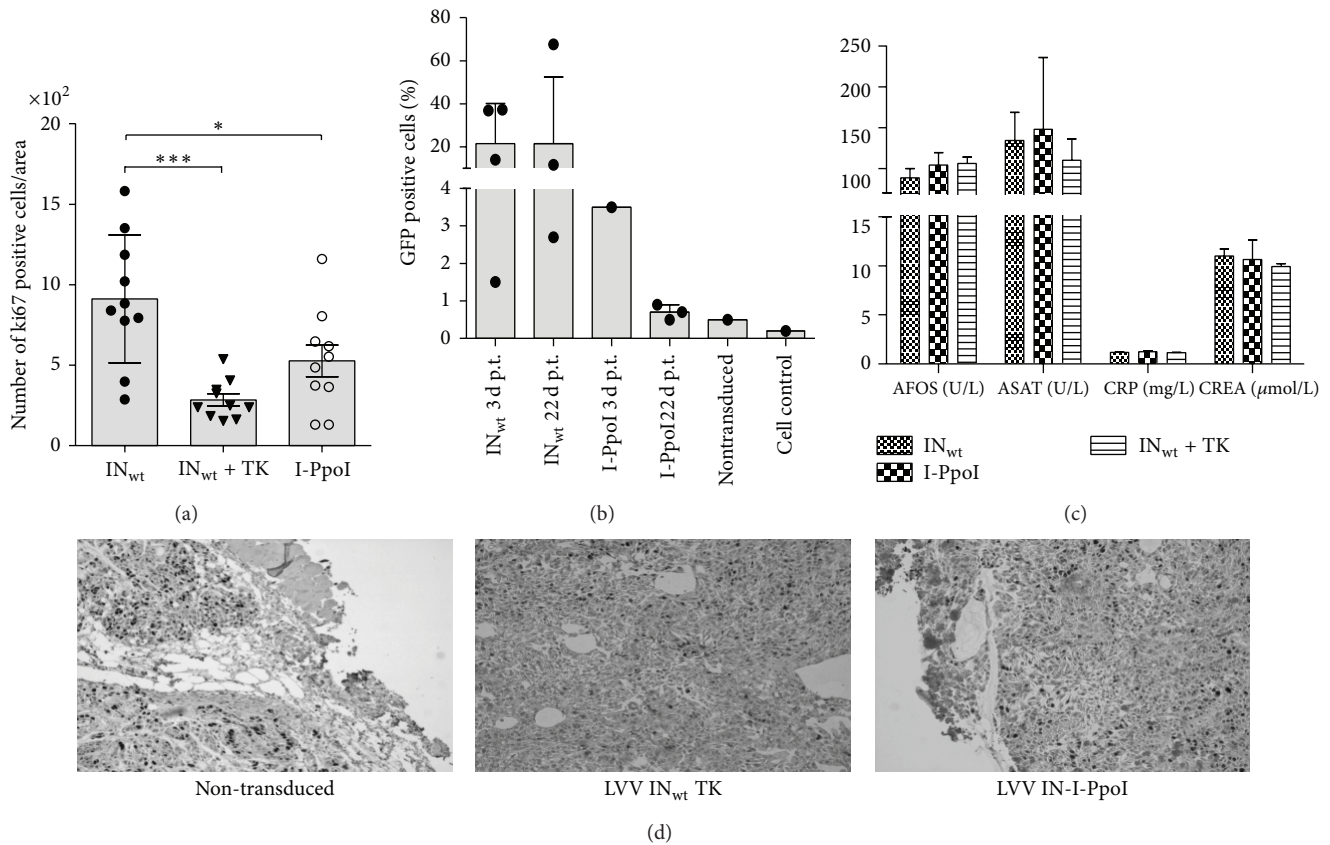 ×10²
20
15
10
5
0
Number of ki67 positive cells/area
*
***
IN_wt
IN_wt + TK
I-PpoI
(a)
80
60
40
20
4
3
2
1
0
GFP positive cells (%)
IN_wt 3 d p.t.
IN_wt 22 d p.t.
I-PpoI 3 d p.t.
I-PpoI 22 d p.t.
Nontransduced
Cell control
(b)
250
200
150
100
15
10
5
0
AFOS (U/L)
ASAT (U/L)
CRP (mg/L)
CREA (μmol/L)
IN_wt
I-PpoI
IN_wt + TK
(c)
Non-transduced
LVV IN_wt TK
LVV IN-I-PpoI
(d)